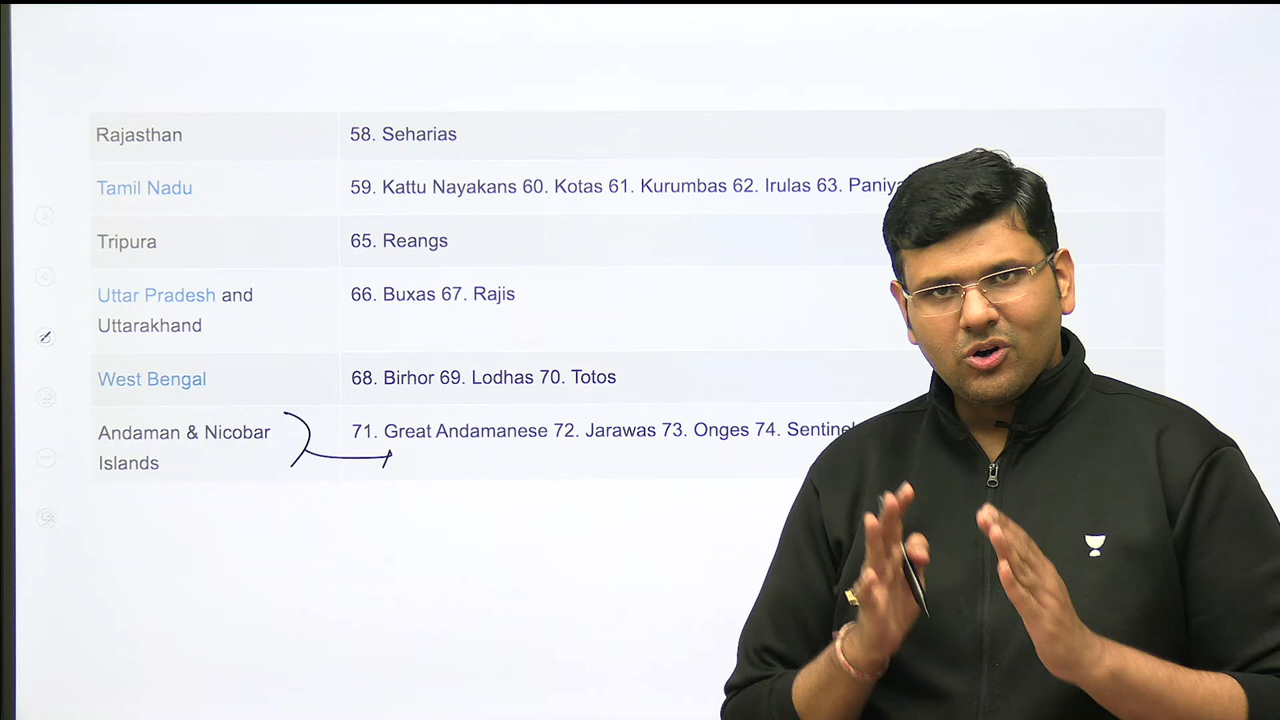 Rajasthan 58. Seharias
Tamil Nadu 59. Kattu Nayakans 60. Kotas 61. Kurumbas 62. Irulas 63.
Tripura 65. Reangs
Uttar Pradesh and 66. Buxas 67. Rajis
Uttarakhand
West Bengal 68. Birhor 69. Lodhas 70. Totos
Andaman & Nicobar 71. Great Andamanese 72. Jarawas 73. Onges 74.
Islands